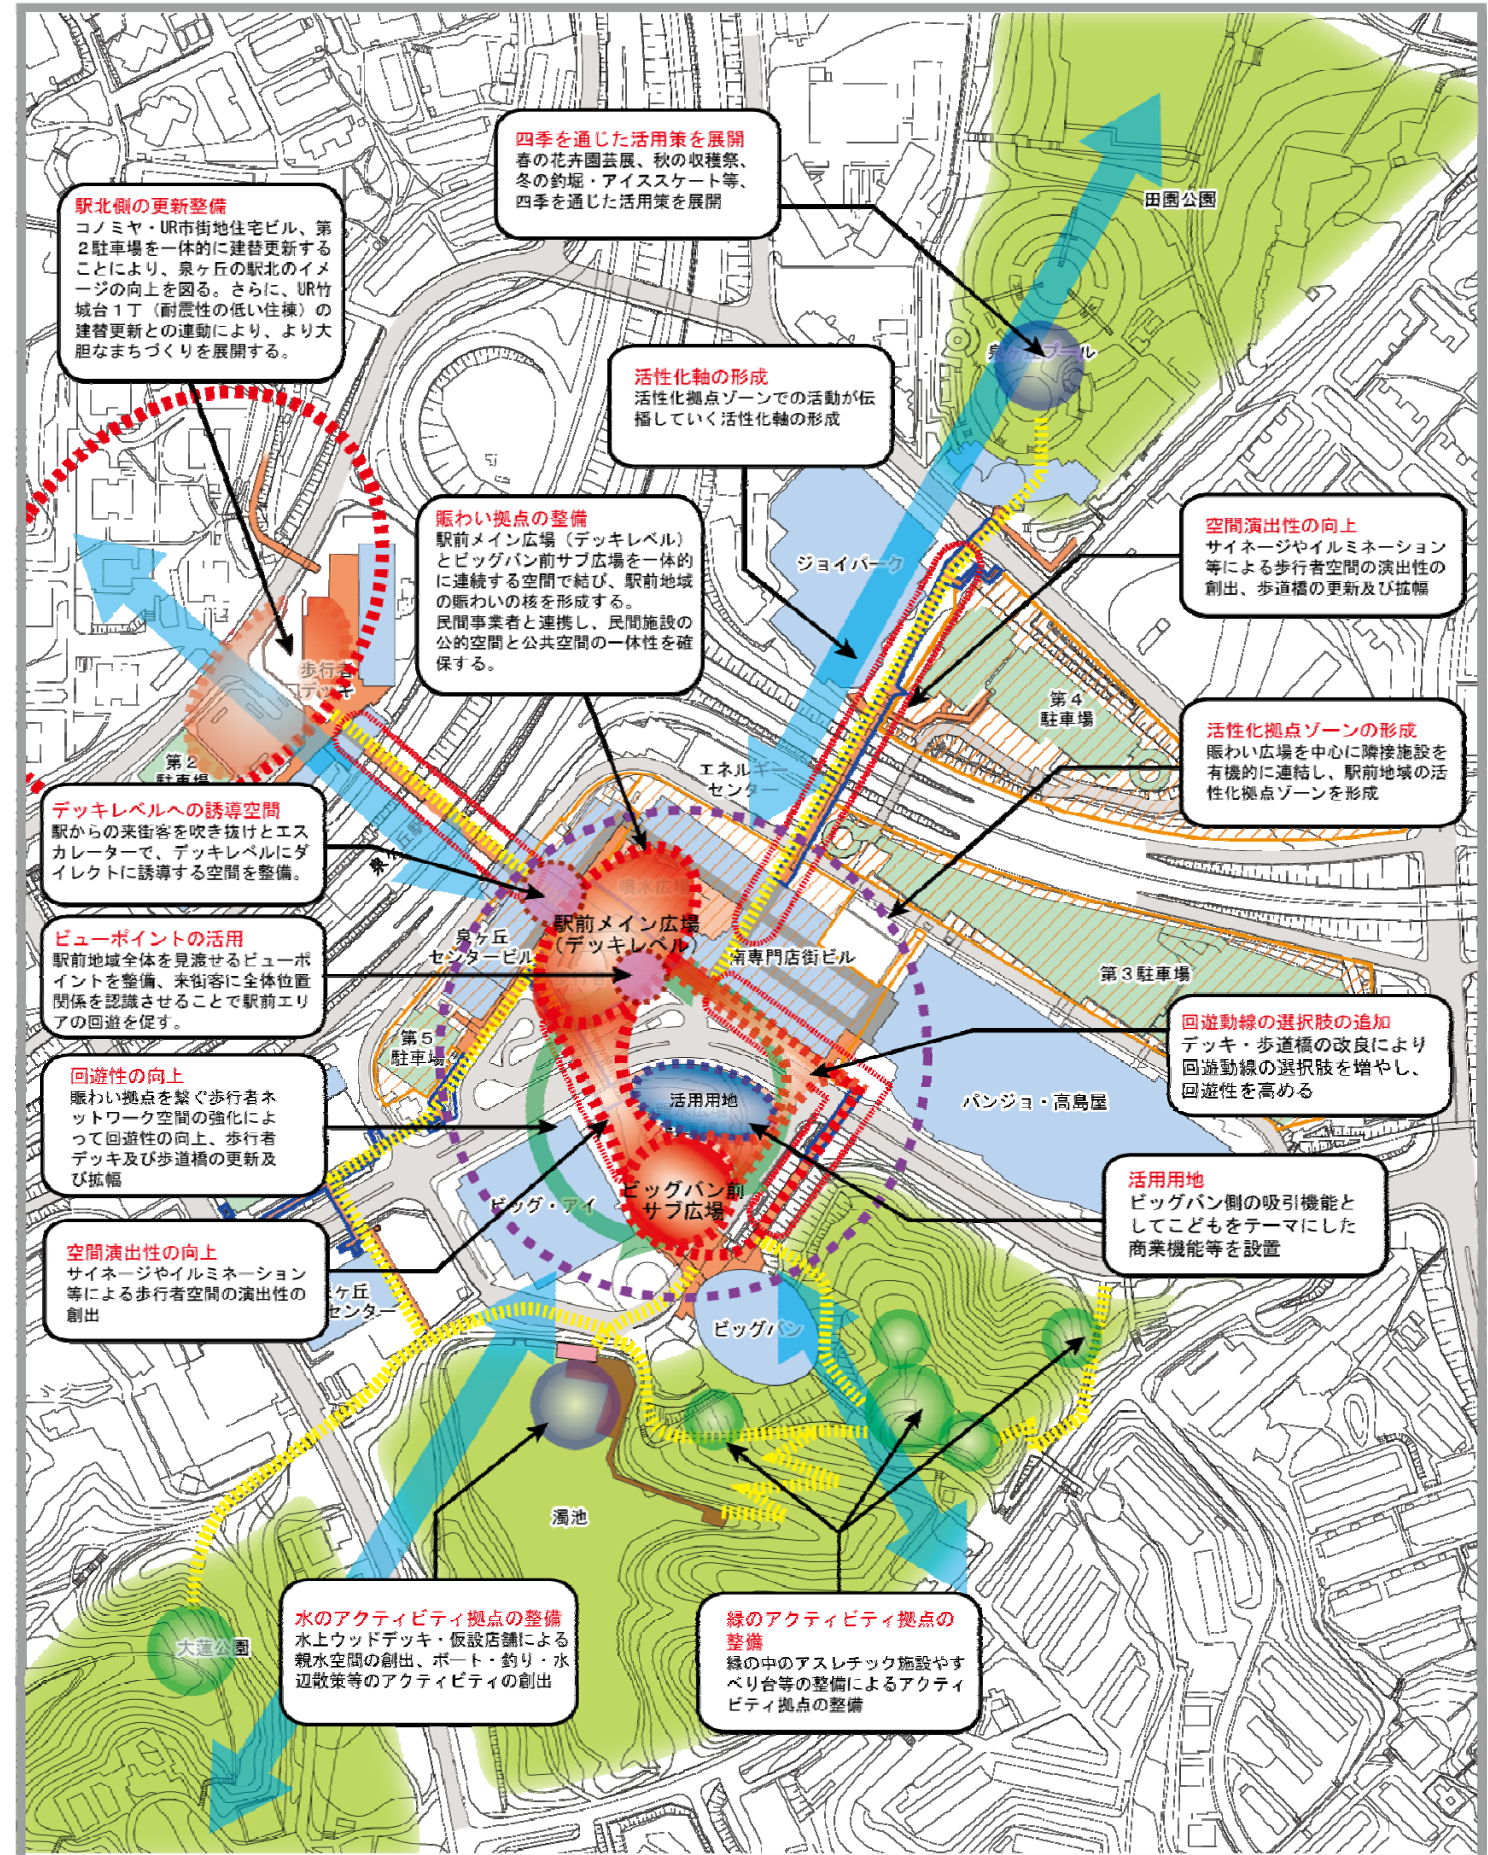 四季を通じた活用策を展開
春の花卉園芸展、秋の収穫祭、
冬の釣堀・アイススケート等、
四季を通じた活用策を展開
田園公園
駅北側の更新整備
コノミヤ・UR市街地住宅ビル、第
2駐車場を一体的に建替更新する
ことにより、泉ヶ丘の駅北のイメ
ージの向上を図る。さらに、UR竹
城台1丁（耐震性の低い住棟）の
建替更新との連動により、より大
胆なまちづくりを展開する。
泉ヶ丘プール
活性化軸の形成
活性化拠点ゾーンでの活動が伝
播していく活性化軸の形成
賑わい拠点の整備
駅前メイン広場（デッキレベル）
とビッグバン前サブ広場を一体的
に連続する空間で結び、駅前地域
の賑わいの核を形成する。
民間事業者と連携し、民間施設の
公的空間と公共空間の一体性を確
保する。
空間演出性の向上
サイネージやイルミネーション
等による歩行者空間の演出性の
創出、歩道橋の更新及び拡幅
ジョイパーク
歩行者
デッキ
第4
駐車場
活性化拠点ゾーンの形成
賑わい広場を中心に隣接施設を
有機的に連結し、駅前地域の活
性化拠点ゾーンを形成
第2
駐車場
エネルギー
センター
デッキレベルへの誘導空間
駅からの来街客を吹き抜けとエス
カレーターで、デッキレベルにダ
イレクトに誘導する空間を整備。
泉ヶ丘駅
噴水広場
駅前メイン広場
（デッキレベル）
泉ヶ丘
センタービル
南専門店街ビル
第3駐車場
ビューポイントの活用
駅前地域全体を見渡せるビューポ
イントを整備、来街客に全体位置
関係を認識させることで駅前エリ
アの回遊を促す。
第5
駐車場
回遊動線の選択肢の追加
デッキ・歩道橋の改良により
回遊動線の選択肢を増やし、
回遊性を高める
回遊性の向上
賑わい拠点を繋ぐ歩行者ネ
ットワーク空間の強化によ
って回遊性の向上、歩行者
デッキ及び歩道橋の更新及
び拡幅
活用用地
パンジョ・高島屋
ビッグバン前
サブ広場
ビッグ・アイ
活用用地
ビッグバン側の吸引機能と
してこどもをテーマにした
商業機能等を設置
空間演出性の向上
サイネージやイルミネーション
等による歩行者空間の演出性の
創出
ヶ丘
センター
ビッグバン
濁池
大蓮公園
水のアクティビティ拠点の整備
水上ウッドデッキ・仮設店舗による
親水空間の創出、ボート・釣り・水
辺散策等のアクティビティの創出
緑のアクティビティ拠点の
整備
緑の中のアスレチック施設やす
べり台等の整備によるアクティ
ビティ拠点の整備